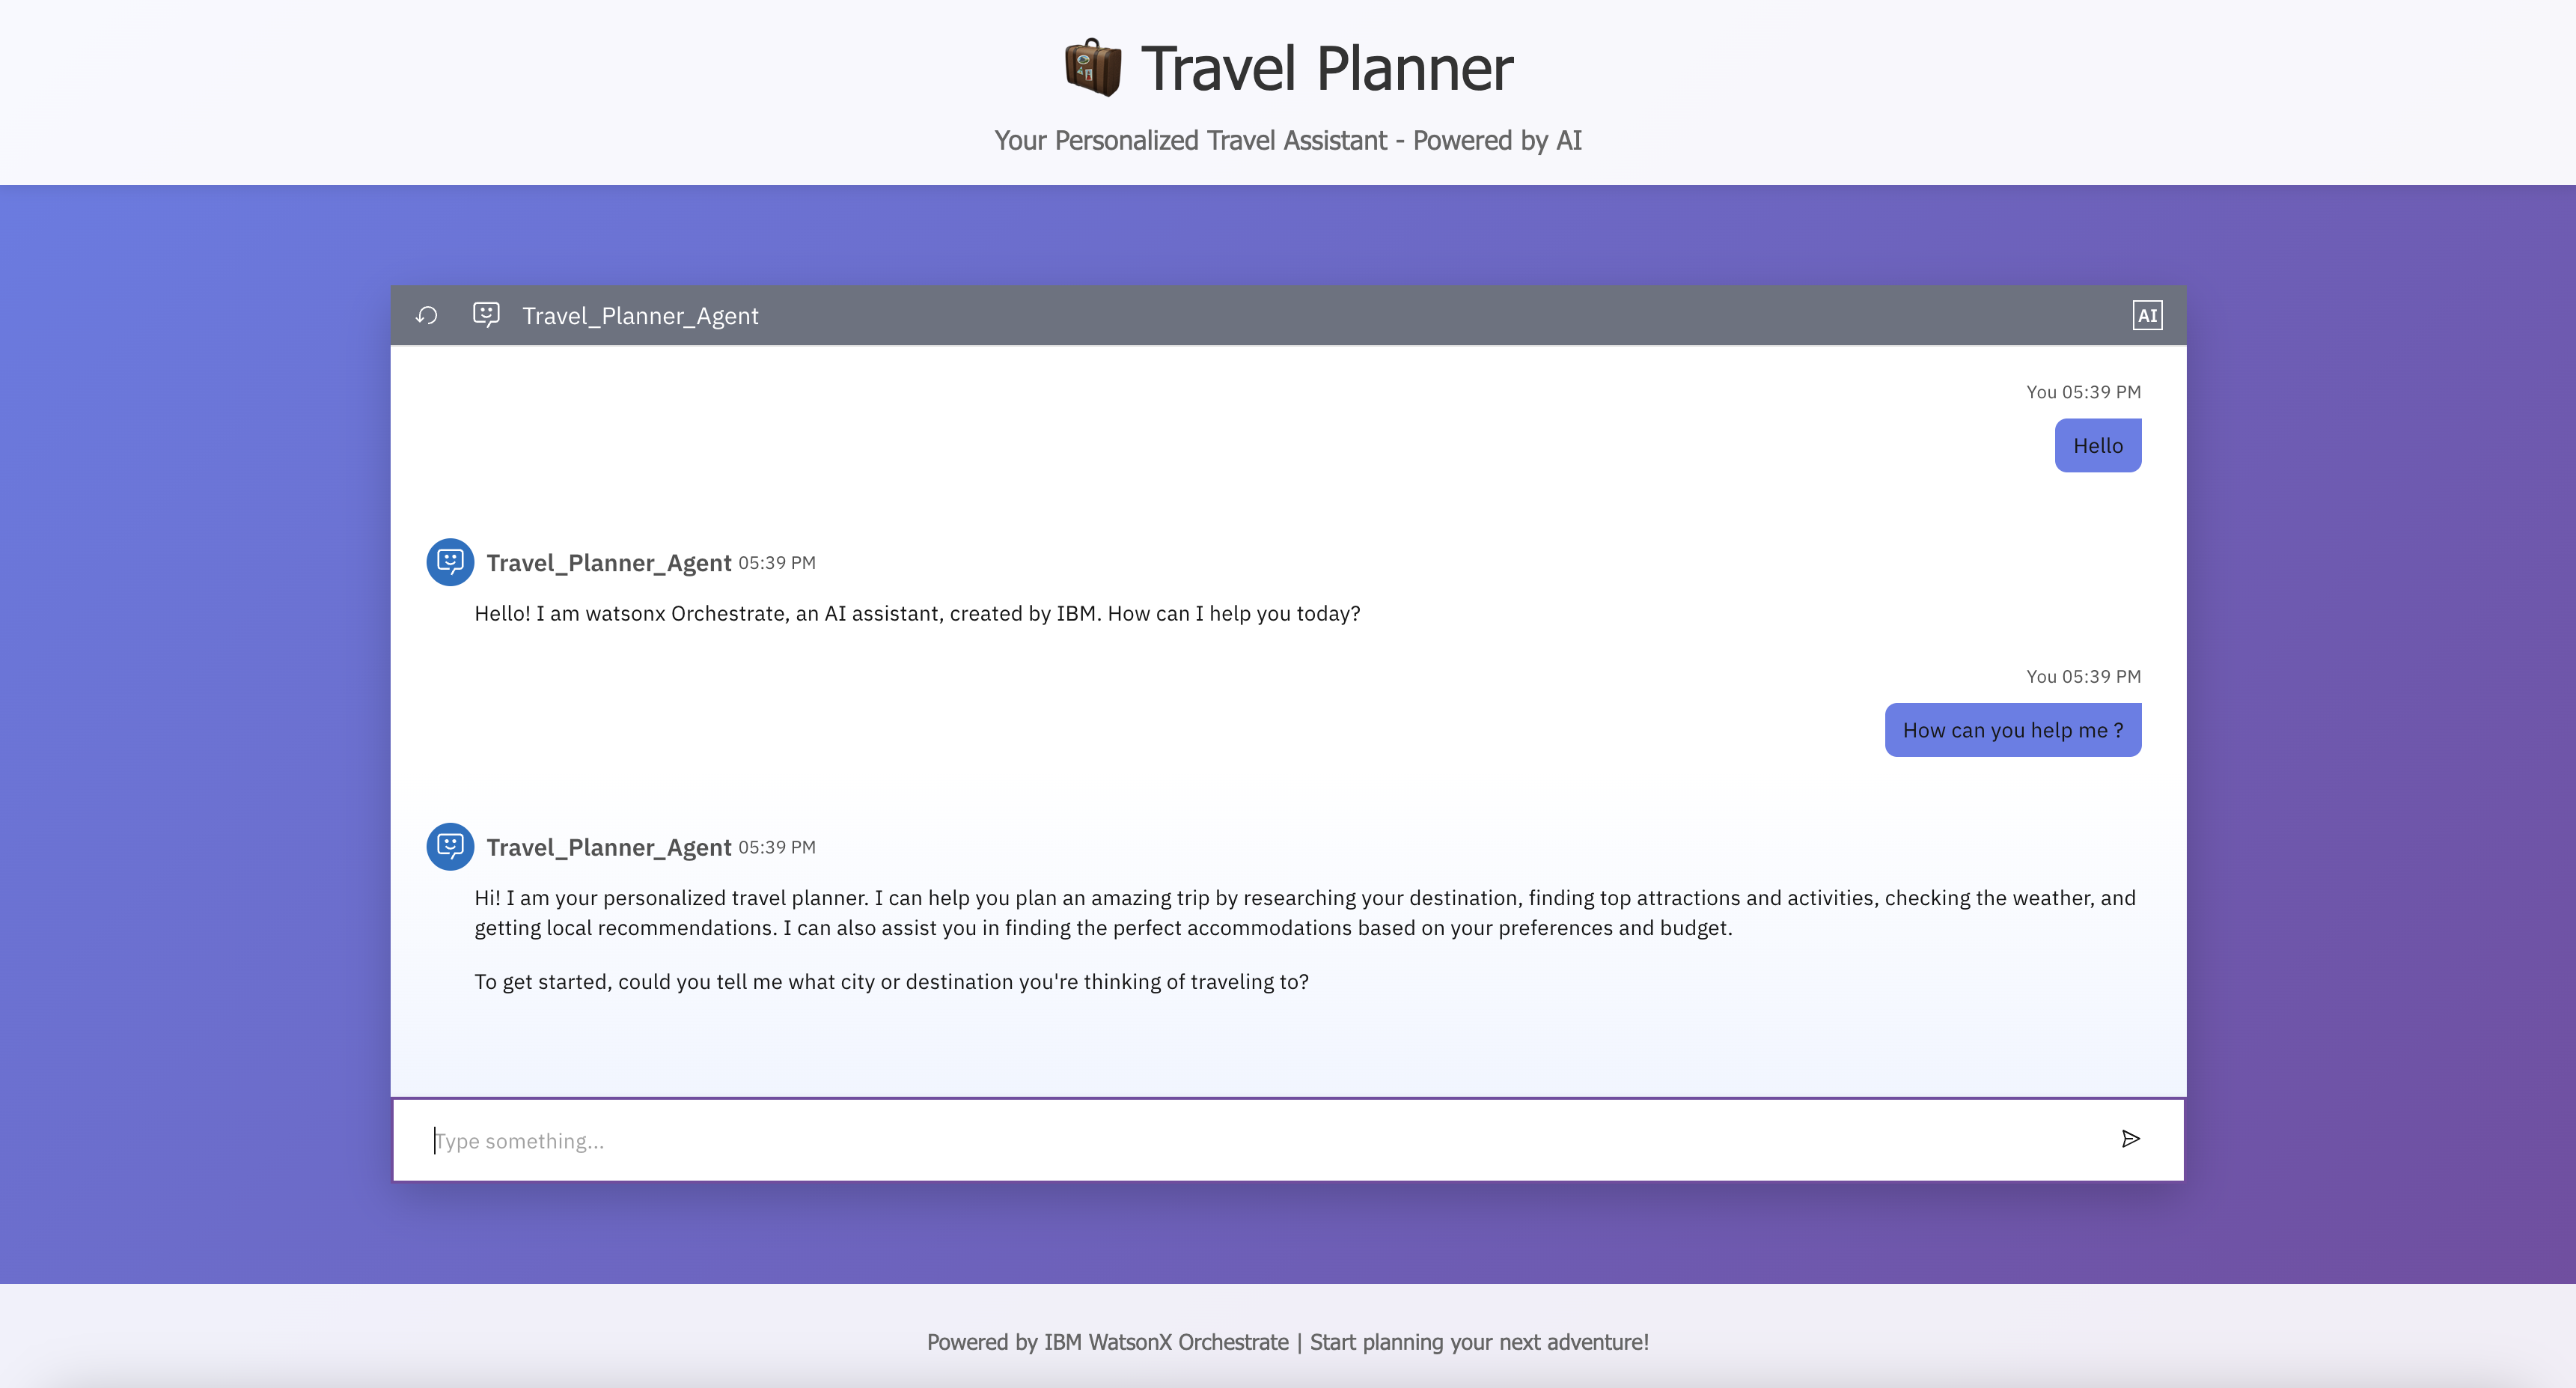 Travel Planner
Your Personalized Travel Assistant - Powered by AI
Travel_Planner_Agent
AI
You 05:39 PM
Hello
Travel_Planner_Agent 05:39 PM
Hello! I am watsonx Orchestrate, an AI assistant, created by IBM. How can I help you today?
You 05:39 PM
How can you help me ?
Travel_Planner_Agent 05:39 PM
Hi! I am your personalized travel planner. I can help you plan an amazing trip by researching your destination, finding top attractions and activities, checking the weather, and
getting local recommendations. I can also assist you in finding the perfect accommodations based on your preferences and budget.
To get started, could you tell me what city or destination you're thinking of traveling to?
Type something...
Powered by IBM WatsonX Orchestrate | Start planning your next adventure!